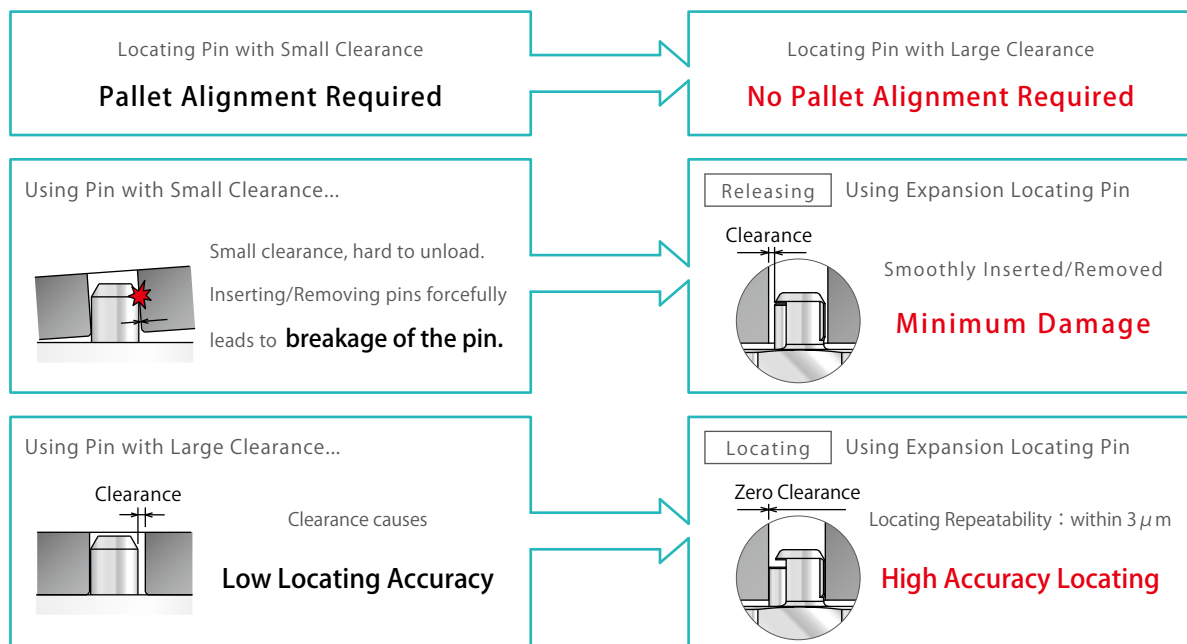 Locating Pin with Small Clearance
Pallet Alignment Required
Locating Pin with Large Clearance
No Pallet Alignment Required
Using Pin with Small Clearance...
Small clearance, hard to unload.
Inserting/Removing pins forcefully
leads to breakage of the pin.
Releasing Using Expansion Locating Pin
Clearance
Smoothly Inserted/Removed
Minimum Damage
Using Pin with Large Clearance...
Clearance
Clearance causes
Low Locating Accuracy
Locating Using Expansion Locating Pin
Zero Clearance
Locating Repeatability：within 3μm
High Accuracy Locating